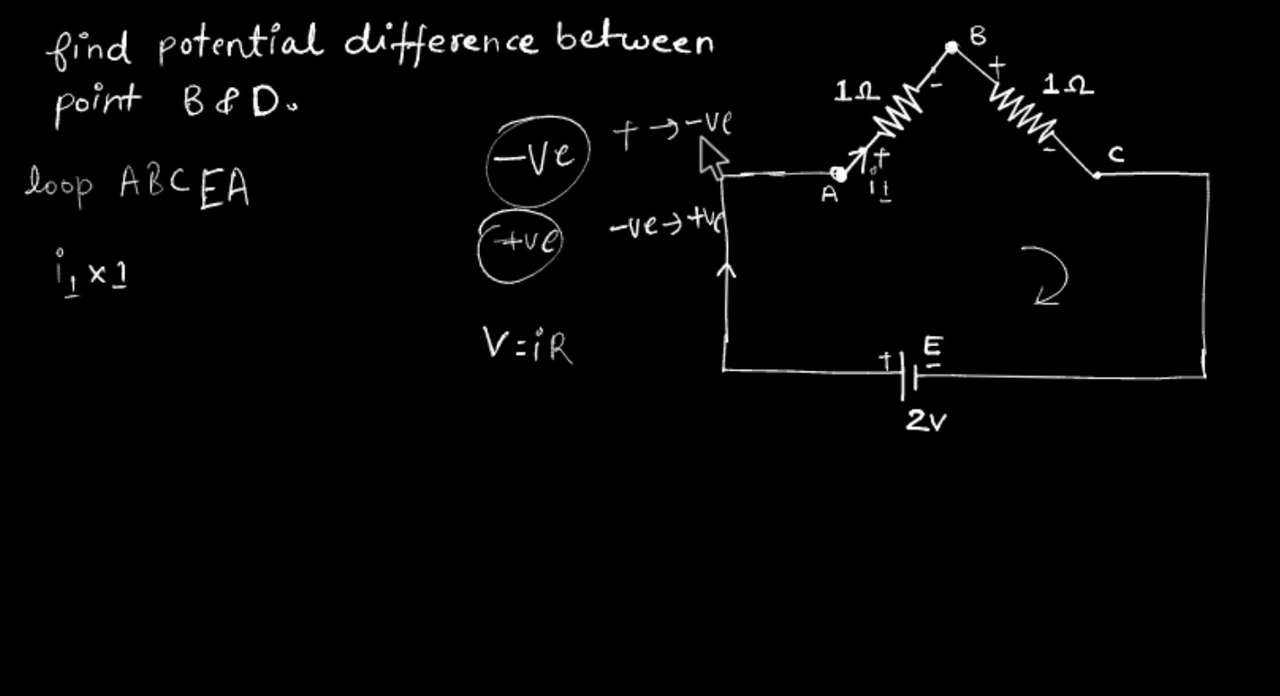 find potential difference between
point B & D.
loop ABCEA
i₁ × 1
-ve + → -ve
+ve -ve → +ve
V = iR
B
1Ω - + 1Ω
+ -
A i₁ C
+ E
2V